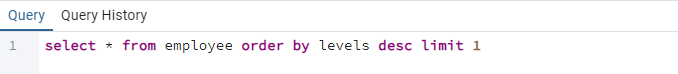 Query Query History
1 select * from employee order by levels desc limit 1